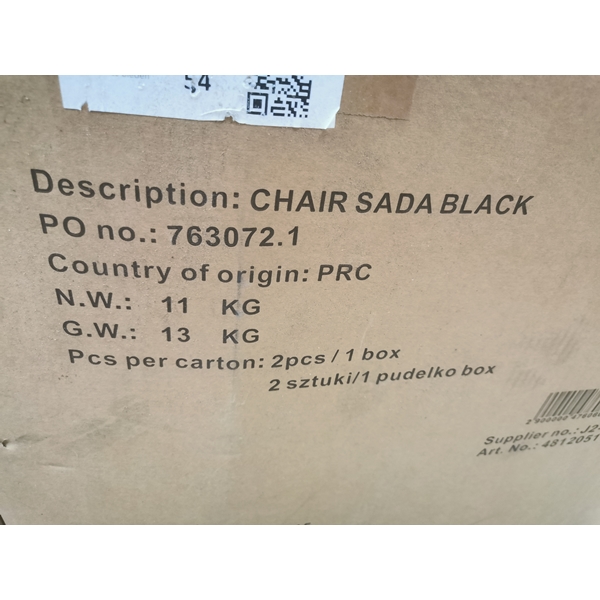 54
Description: CHAIR SADA BLACK
PO no.: 763072.1
Country of origin: PRC
N.W.: 11 KG
G.W.: 13 KG
Pcs per carton: 2pcs / 1 box
2 sztuki/1 pudelko box
Supplier no.:
Art. No.: